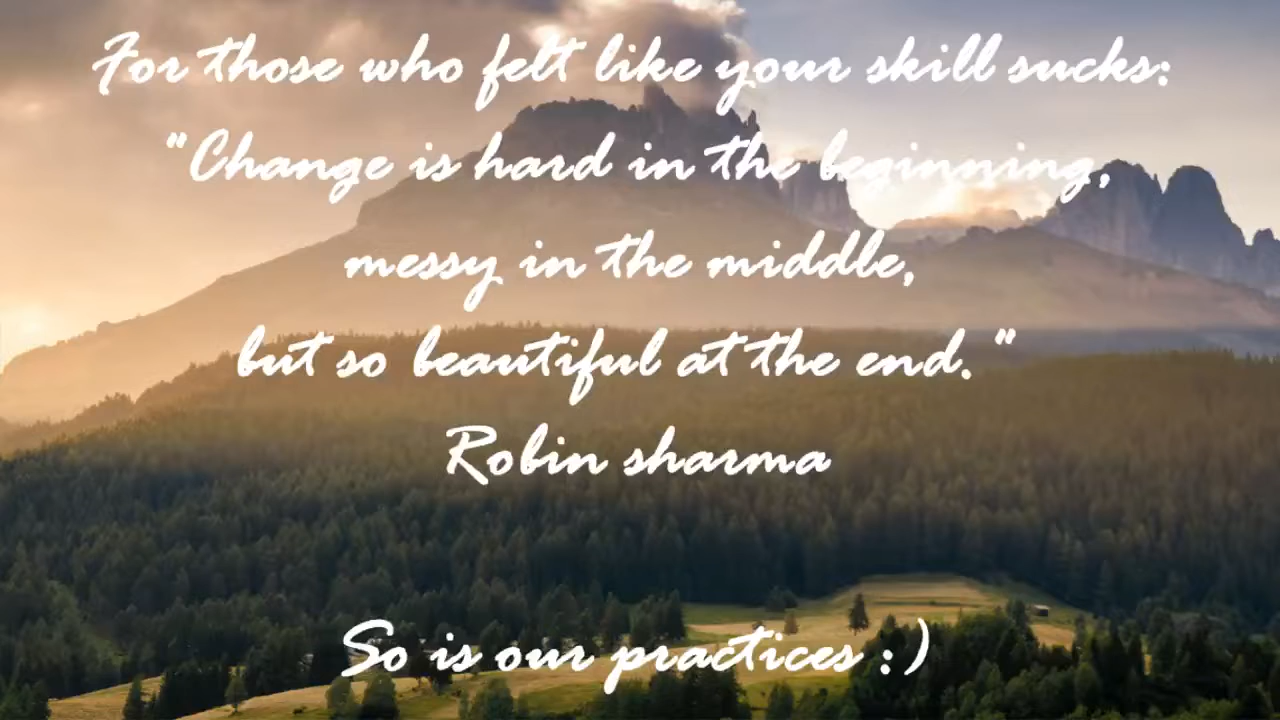 For those who felt like your skill sucks:
"Change is hard in the beginning,
messy in the middle,
but so beautiful at the end."
Robin sharma
So is our practices :)